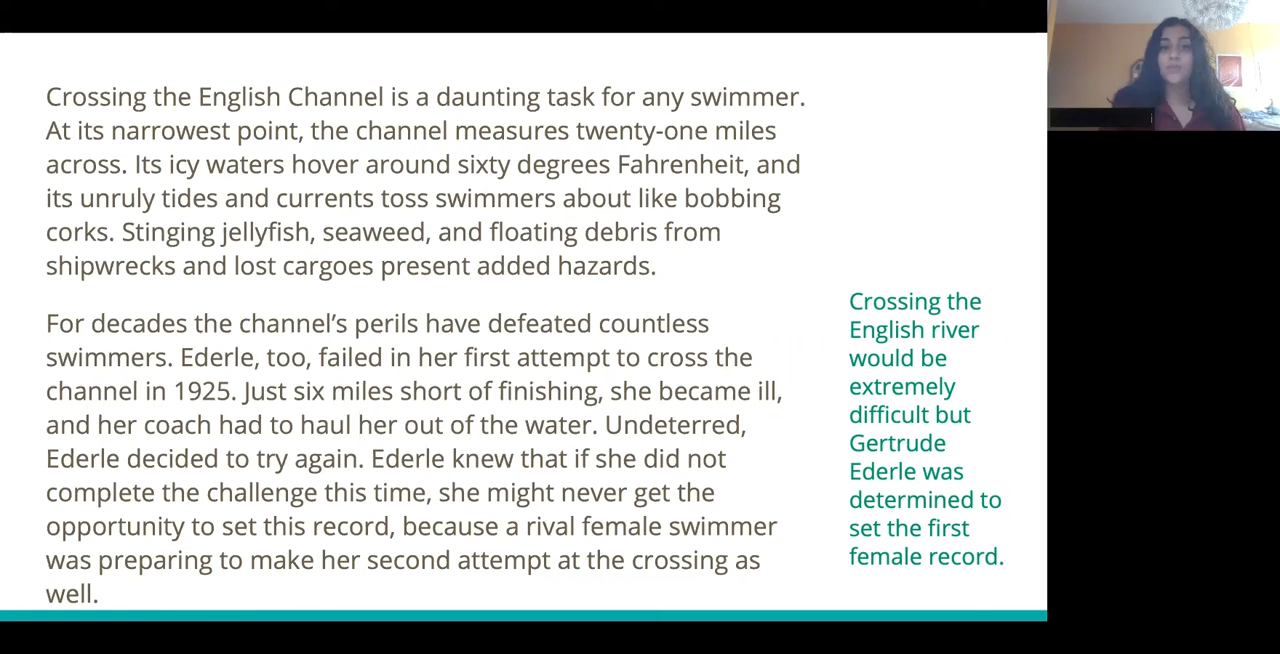 Crossing the English Channel is a daunting task for any swimmer.
At its narrowest point, the channel measures twenty-one miles
across. Its icy waters hover around sixty degrees Fahrenheit, and
its unruly tides and currents toss swimmers about like bobbing
corks. Stinging jellyfish, seaweed, and floating debris from
shipwrecks and lost cargoes present added hazards.
For decades the channel’s perils have defeated countless
swimmers. Ederle, too, failed in her first attempt to cross the
channel in 1925. Just six miles short of finishing, she became ill,
and her coach had to haul her out of the water. Undeterred,
Ederle decided to try again. Ederle knew that if she did not
complete the challenge this time, she might never get the
opportunity to set this record, because a rival female swimmer
was preparing to make her second attempt at the crossing as
well.
Crossing the
English river
would be
extremely
difficult but
Gertrude
Ederle was
determined to
set the first
female record.